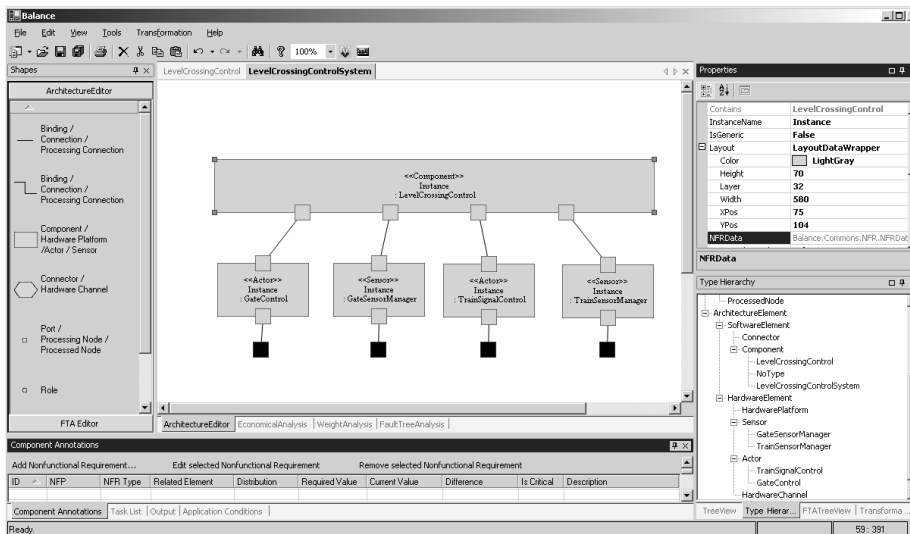 Balance
File Edit View Tools Transformation Help
100%
Shapes
ArchitectureEditor
Binding /
Connection /
Processing Connection
Binding /
Connection /
Processing Connection
Component /
Hardware Platform
/Actor / Sensor
Connector /
Hardware Channel
Port /
Processing Node /
Processed Node
Role
FTA Editor
LevelCrossingControl LevelCrossingControlSystem
<<Component>>
Instance
: LevelCrossingControl
<<Actor>>
Instance
: GateControl
<<Sensor>>
Instance
: GateSensorManager
<<Actor>>
Instance
: TrainSignalControl
<<Sensor>>
Instance
: TrainSensorManager
ArchitectureEditor EconomicalAnalysis WeightAnalysis FaultTreeAnalysis
Properties
Contains LevelCrossingControl
InstanceName Instance
IsGeneric False
Layout LayoutDataWrapper
Color LightGray
Height 70
Layer 32
Width 580
XPos 75
YPos 104
NFRData Balance.Commons.NFR.NFRDat
NFRData
Type Hierarchy
ProcessedNode
ArchitectureElement
SoftwareElement
Connector
Component
LevelCrossingControl
NoType
LevelCrossingControlSystem
HardwareElement
HardwarePlatform
Sensor
GateSensorManager
TrainSensorManager
Actor
TrainSignalControl
GateControl
HardwareChannel
TreeView Type Hierar... FTATreeView Transforma...
Component Annotations
Add Nonfunctional Requirement... Edit selected Nonfunctional Requirement Remove selected Nonfunctional Requirement
ID NFP NFR Type Related Element Distribution Required Value Current Value Difference Is Critical Description
Component Annotations Task List Output Application Conditions
Ready. 59 : 391